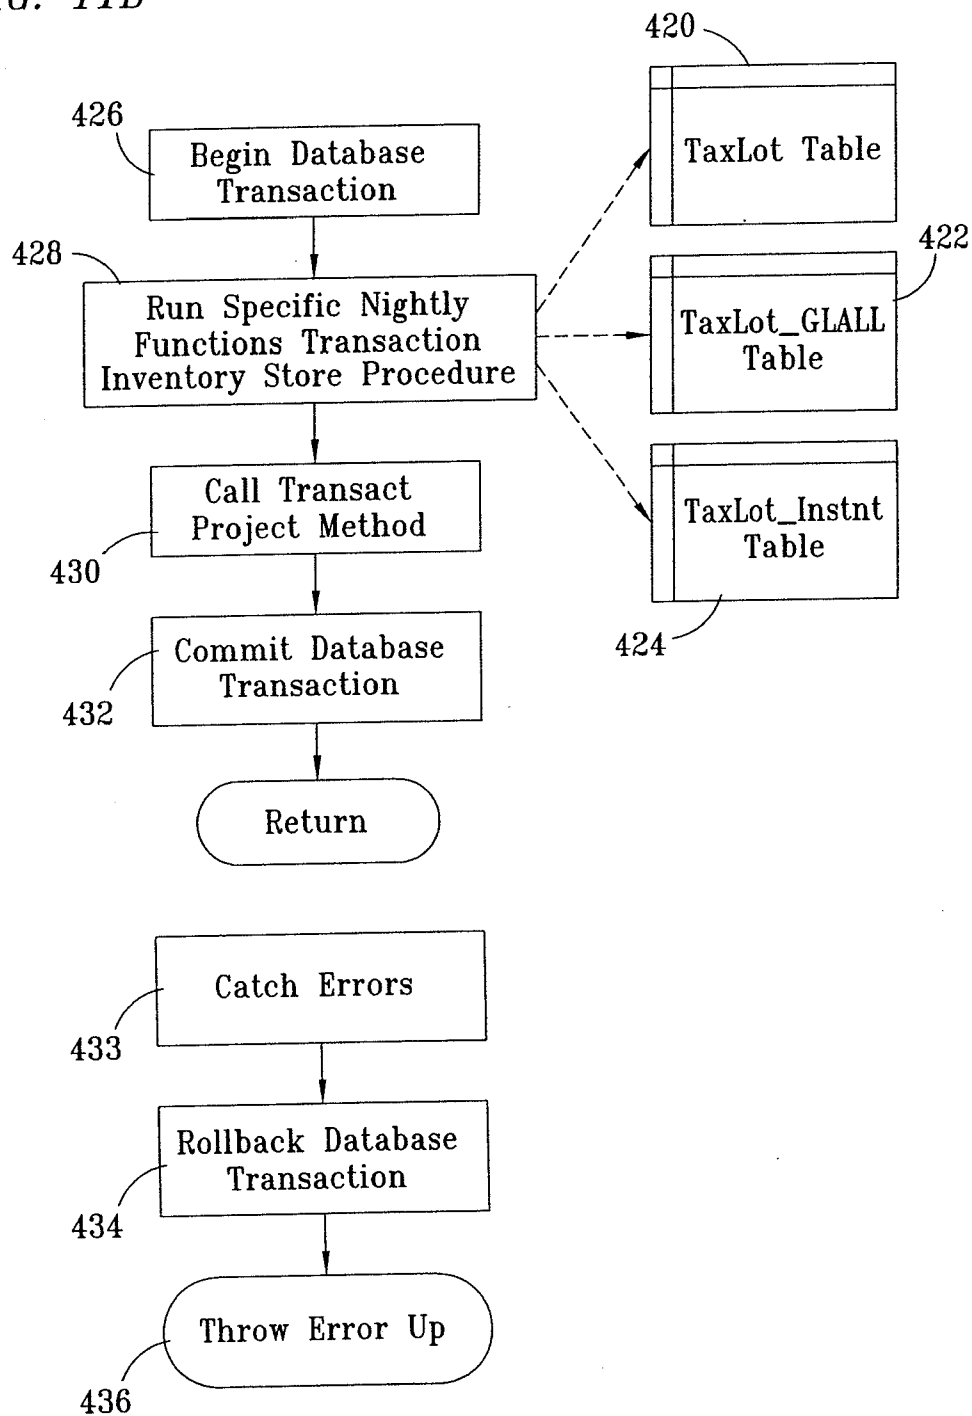 11B
420
426
Begin Database
Transaction
TaxLot Table
428
Run Specific Nightly
Functions Transaction
Inventory Store Procedure
422
TaxLot_GLALL
Table
Call Transact
Project Method
430
TaxLot_Instnt
Table
424
Commit Database
Transaction
432
Return
Catch Errors
433
Rollback Database
Transaction
434
Throw Error Up
436